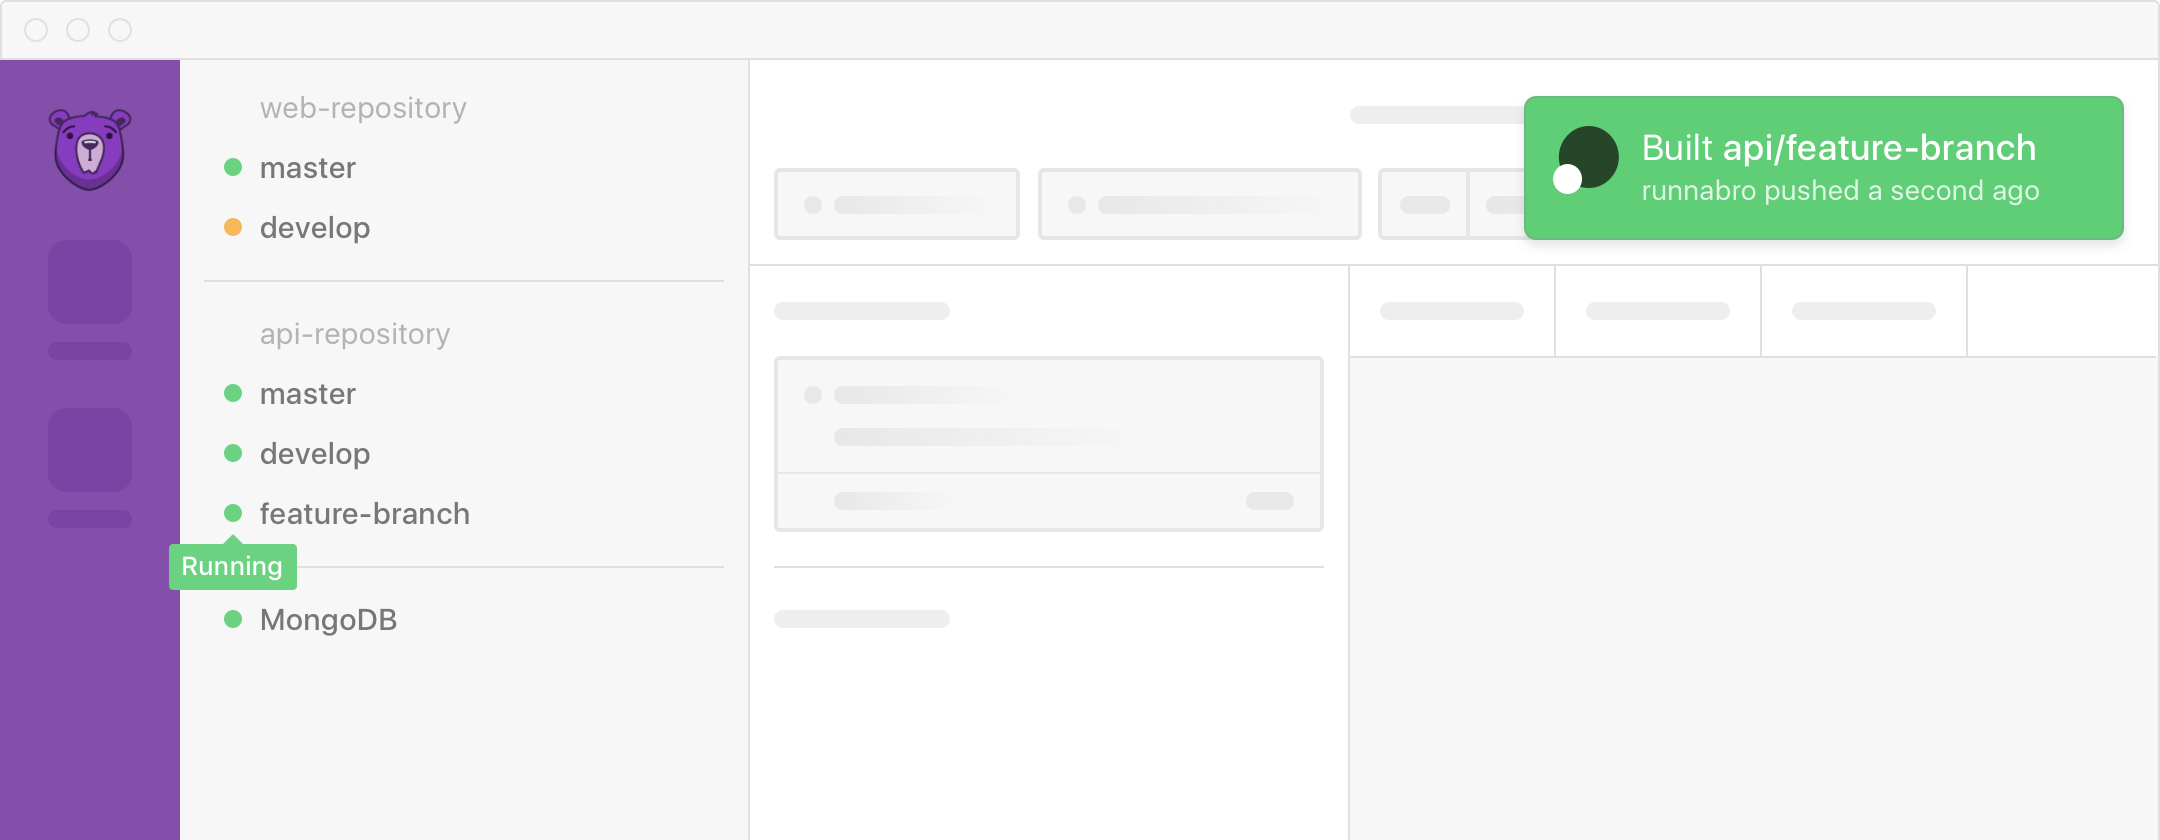 web-repository
master
develop
api-repository
master
develop
feature-branch
Running
MongoDB
Built api/feature-branch
runnabro pushed a second ago